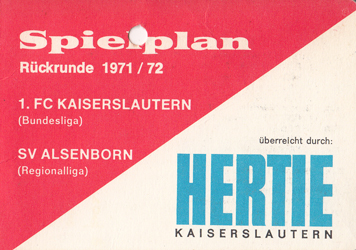 Spielplan
Rückrunde 1971/72
1. FC KAISERSLAUTERN
(Bundesliga)
SV ALSENBORN
(Regionalliga)
überreicht durch:
HERTIE
KAISERSLAUTERN